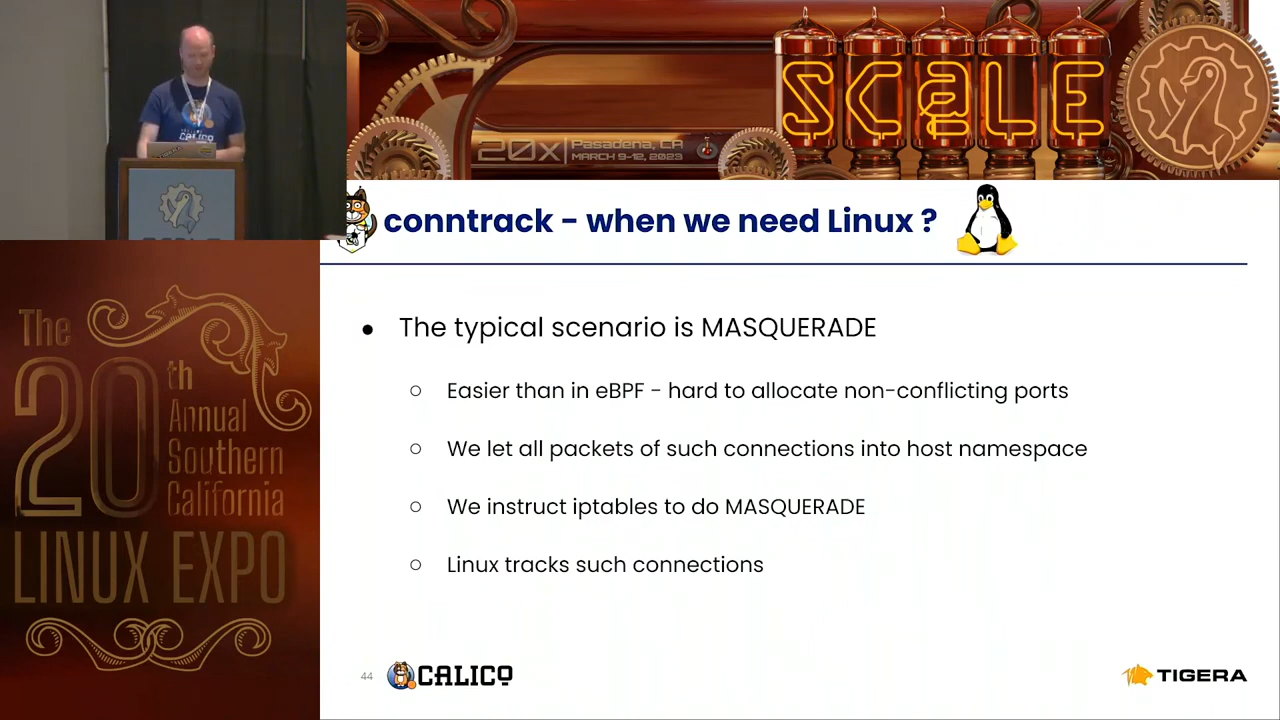 CALICO
SCaLE
20x
Pasadena, CA
MARCH 9-12, 2023
conntrack - when we need Linux ?
The
20th
Annual
Southern
California
LINUX EXPO
● The typical scenario is MASQUERADE
○ Easier than in eBPF - hard to allocate non-conflicting ports
○ We let all packets of such connections into host namespace
○ We instruct iptables to do MASQUERADE
○ Linux tracks such connections
44
CALICO
TIGERA